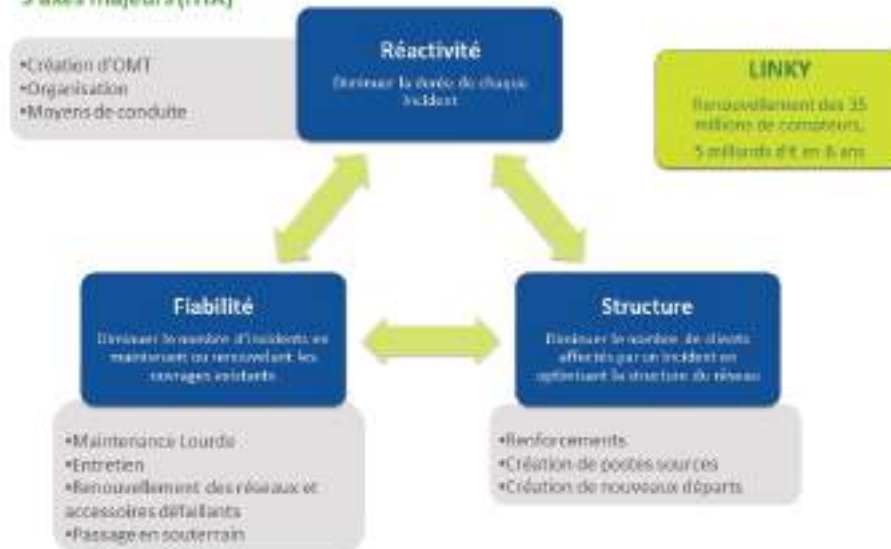 3 axes majeurs (HTA)
Réactivité
Diminuer la durée de chaque
incident
•Création d'OMT
•Organisation
•Moyens de conduite
LINKY
Renouvellement des 35
millions de compteurs,
5 milliards d'€ en 6 ans
Fiabilité
Diminuer le nombre d'incidents en
maintenant ou renouvelant les
ouvrages existants
•Maintenance Lourde
•Entretien
•Renouvellement des réseaux et
accessoires défaillants
•Passage en souterrain
Structure
Diminuer le nombre de clients
affectés par un incident en
optimisant la structure du réseau
•Renforcements
•Création de postes sources
•Création de nouveaux départs